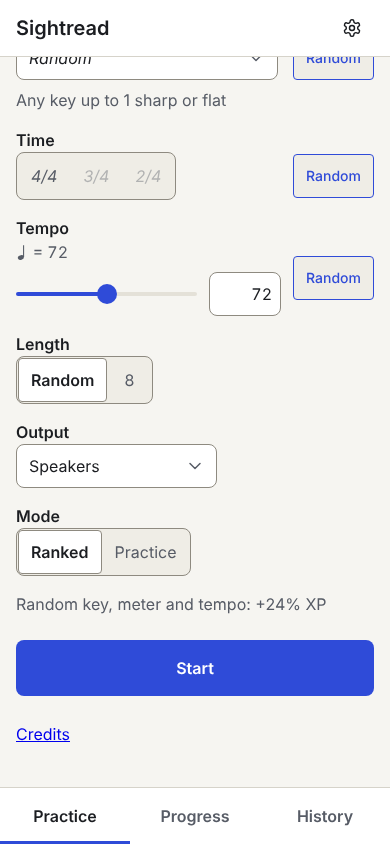 Sightread
Random
Random
Any key up to 1 sharp or flat
Time
4/4 3/4 2/4
Random
Tempo
♩ = 72
72
Random
Length
Random 8
Output
Speakers
Mode
Ranked Practice
Random key, meter and tempo: +24% XP
Start
Credits
Practice Progress History